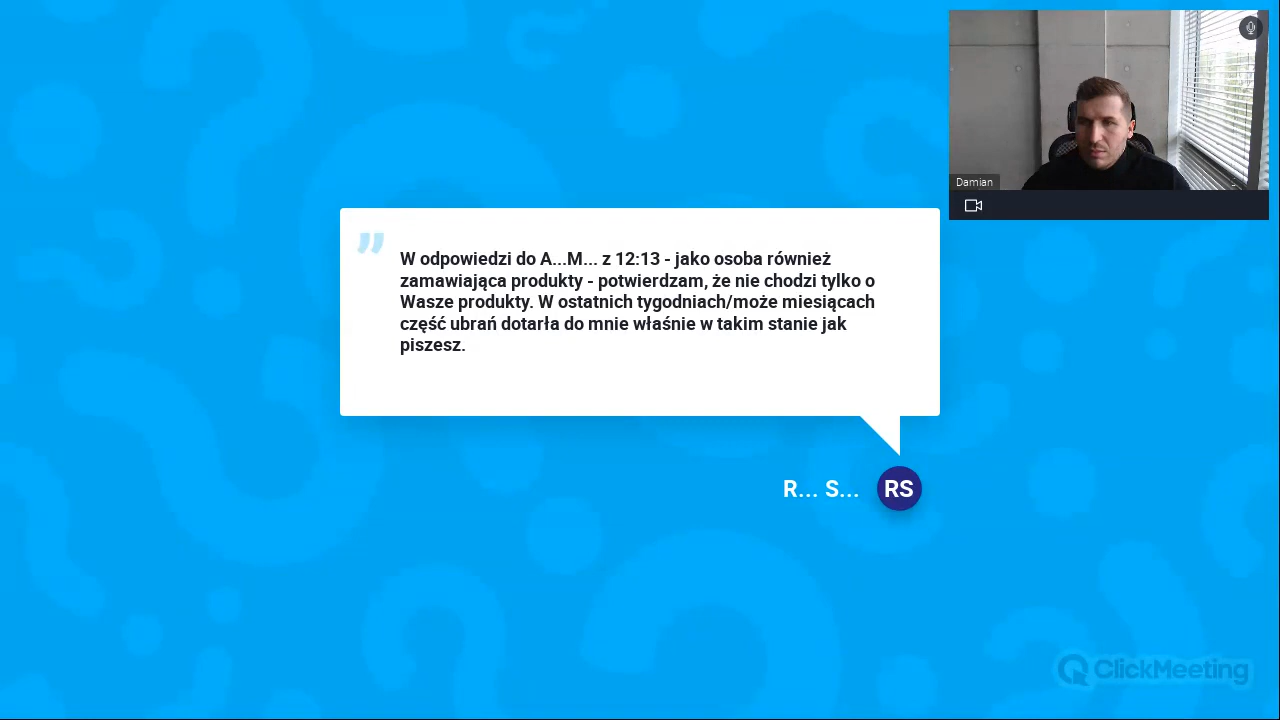 Damian
W odpowiedzi do A...M... z 12:13 - jako osoba również
zamawiająca produkty - potwierdzam, że nie chodzi tylko o
Wasze produkty. W ostatnich tygodniach/może miesiącach
część ubrań dotarła do mnie właśnie w takim stanie jak
piszesz.
R... S...
RS
ClickMeeting